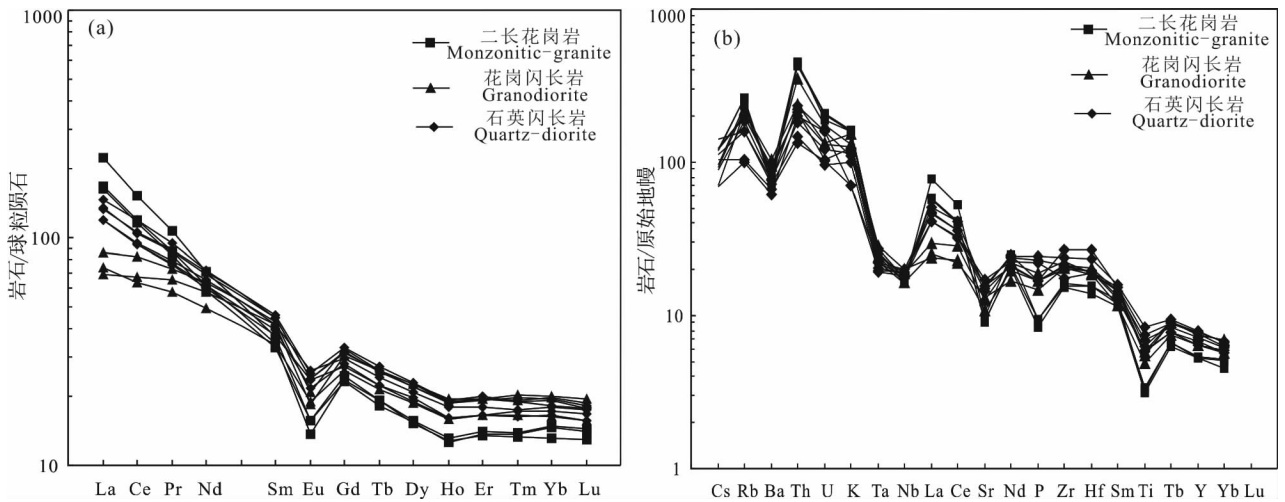 1000
(a)
二长花岗岩
Monzonitic-granite
花岗闪长岩
Granodiorite
石英闪长岩
Quartz-diorite
岩石/球粒陨石
100
10
La Ce Pr Nd Sm Eu Gd Tb Dy Ho Er Tm Yb Lu
1000
(b)
二长花岗岩
Monzonitic-granite
花岗闪长岩
Granodiorite
石英闪长岩
Quartz-diorite
岩石/原始地幔
100
10
1
Cs Rb Ba Th U K Ta Nb La Ce Sr Nd P Zr Hf Sm Ti Tb Y Yb Lu